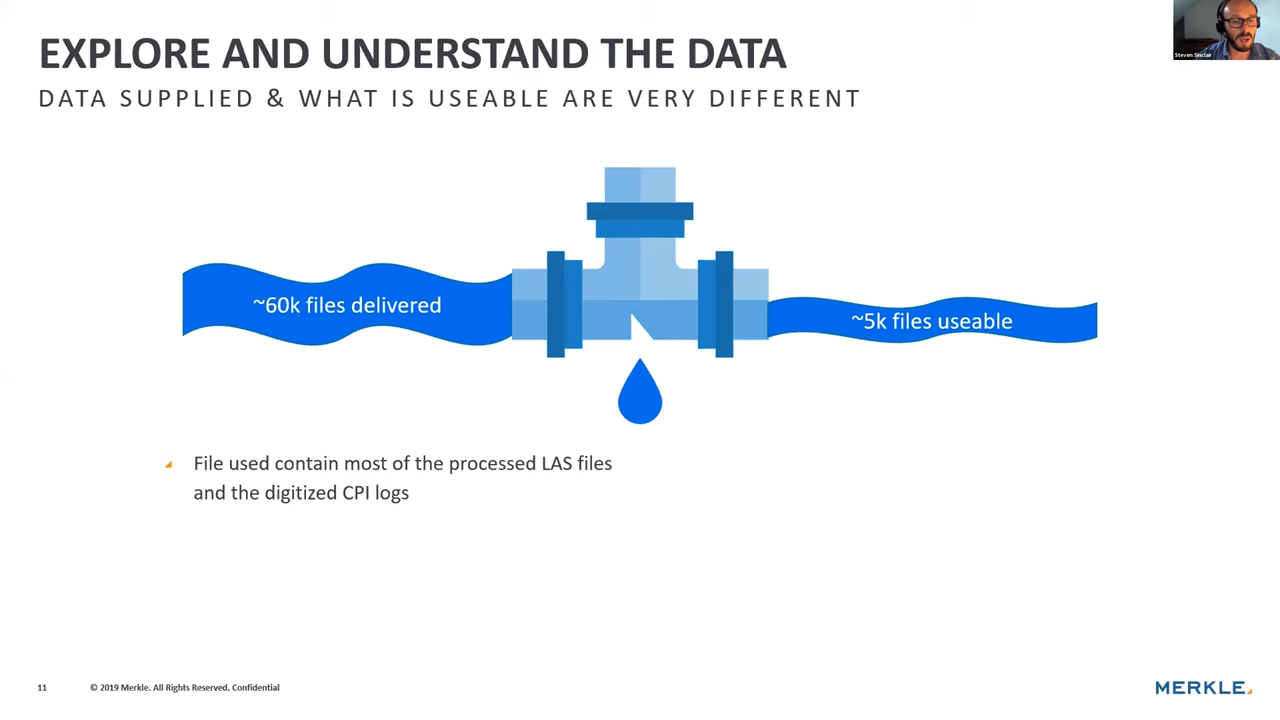 EXPLORE AND UNDERSTAND THE DATA
DATA SUPPLIED & WHAT IS USEABLE ARE VERY DIFFERENT
Steven Sinclair
~60k files delivered
~5k files useable
File used contain most of the processed LAS files
and the digitized CPI logs
11
© 2019 Merkle. All Rights Reserved. Confidential
MERKLE